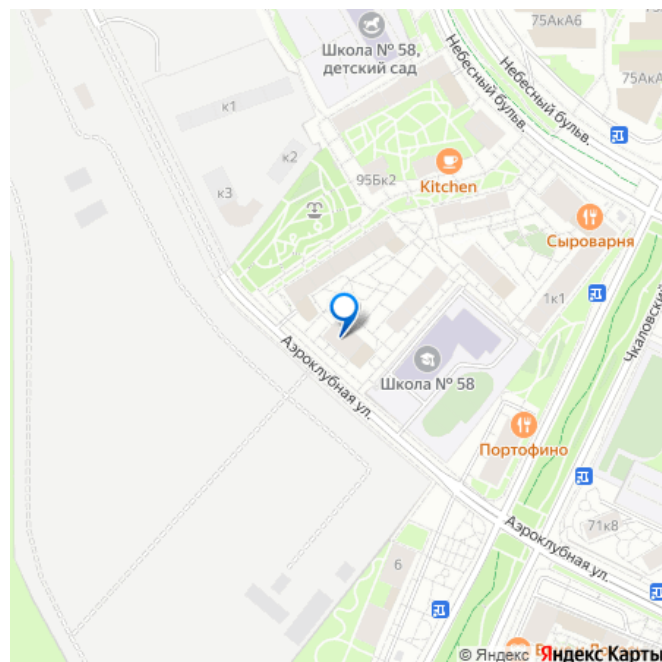 75АкА6
Школа № 58,
детский сад
Небесный бульв.
Небесный бульв.
75АкА
к1
к2
к3
95Бк2
Kitchen
Сыроварня
1к1
Чкаловский
Аэроклубная ул.
Школа № 58
Портофино
71к8
Аэроклубная ул.
6
© Яндекс Яндекс Карты